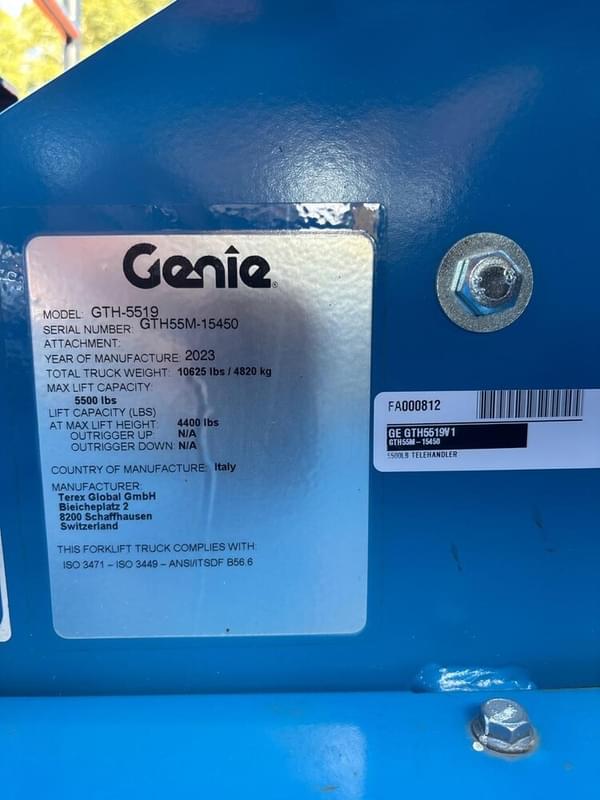 Genie
MODEL: GTH-5519
SERIAL NUMBER: GTH55M-15450
ATTACHMENT:
YEAR OF MANUFACTURE: 2023
TOTAL TRUCK WEIGHT: 10625 lbs / 4820 kg
MAX LIFT CAPACITY:
5500 lbs
LIFT CAPACITY (LBS)
AT MAX LIFT HEIGHT: 4400 lbs
OUTRIGGER UP N/A
OUTRIGGER DOWN: N/A
COUNTRY OF MANUFACTURE: Italy
MANUFACTURER:
Terex Global GmbH
Bleicheplatz 2
8200 Schaffhausen
Switzerland
THIS FORKLIFT TRUCK COMPLIES WITH:
ISO 3471 – ISO 3449 – ANSI/ITSDF B56.6
FA000812
GE GTH5519V1
GTH55M-15450
5500LB TELEHANDLER